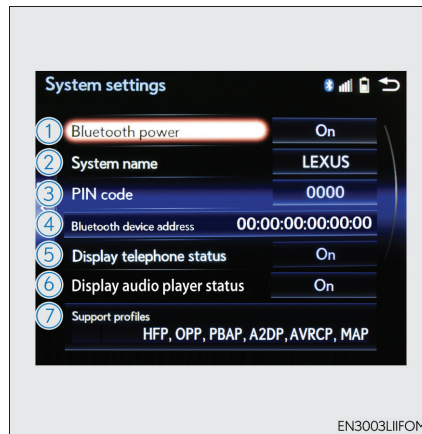 System settings
1 Bluetooth power On
2 System name LEXUS
3 PIN code 0000
4 Bluetooth device address 00:00:00:00:00:00
5 Display telephone status On
6 Display audio player status On
7 Support profiles
HFP, OPP, PBAP, A2DP, AVRCP, MAP
EN3003LIIFOM